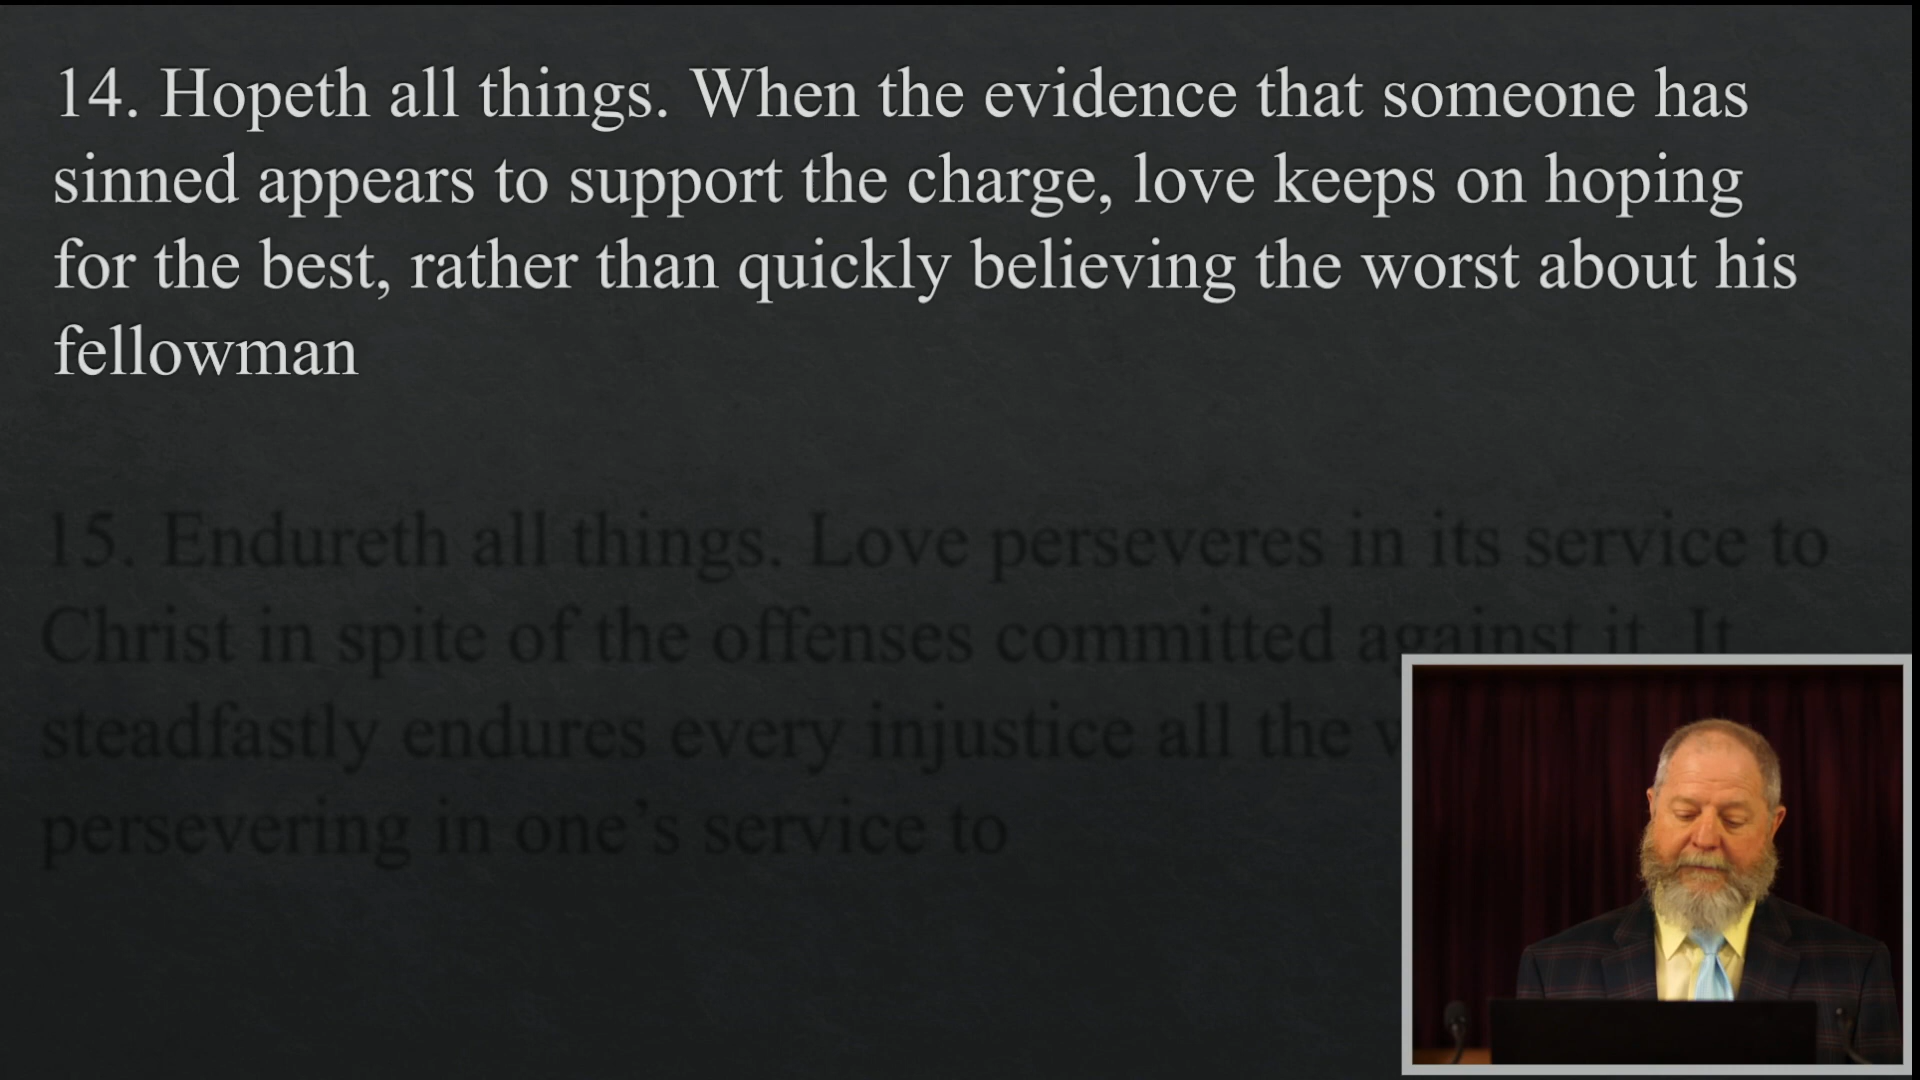 14. Hopeth all things. When the evidence that someone has
sinned appears to support the charge, love keeps on hoping
for the best, rather than quickly believing the worst about his
fellowman
15. Endureth all things. Love perseveres in its service to
Christ in spite of the offenses committed against it. It
steadfastly endures every injustice all the
persevering in one’s service to